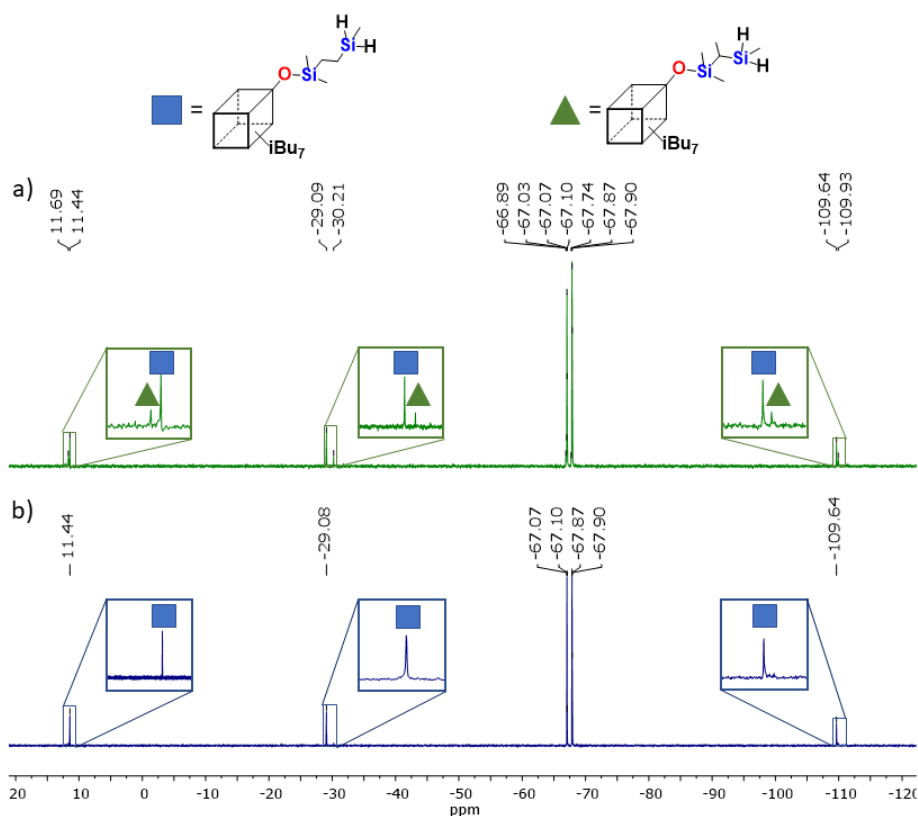 H
Si
H
O
Si
=
iBu7
H
Si
H
O
Si
=
iBu7
a)
11.69
11.44
-29.09
-30.21
-66.89
-67.03
-67.07
-67.10
-67.74
-67.87
-67.90
-109.64
-109.93
b)
-11.44
-29.08
-67.07
-67.10
-67.87
-67.90
-109.64
20 10 0 -10 -20 -30 -40 -50 -60 -70 -80 -90 -100 -110 -120
ppm